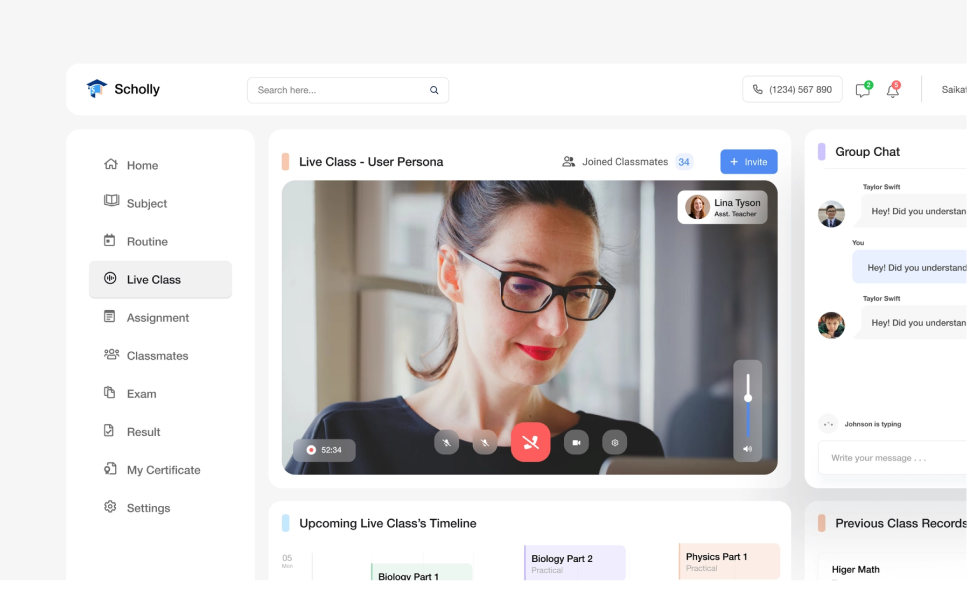 Scholly
Search here...
(1234) 567 890
2
5
Home
Subject
Routine
Live Class
Assignment
Classmates
Exam
Result
My Certificate
Settings
Live Class - User Persona
Joined Classmates 34
+ Invite
Lina Tyson
Asst. Teacher
52:34
Group Chat
Taylor Swift
Hey! Did you understan
You
Hey! Did you understand
Taylor Swift
Hey! Did you understan
Johnson is typing
Write your message . . .
Upcoming Live Class's Timeline
05
Mon
Biology Part 1
Biology Part 2
Practical
Physics Part 1
Practical
Previous Class Records
Higer Math